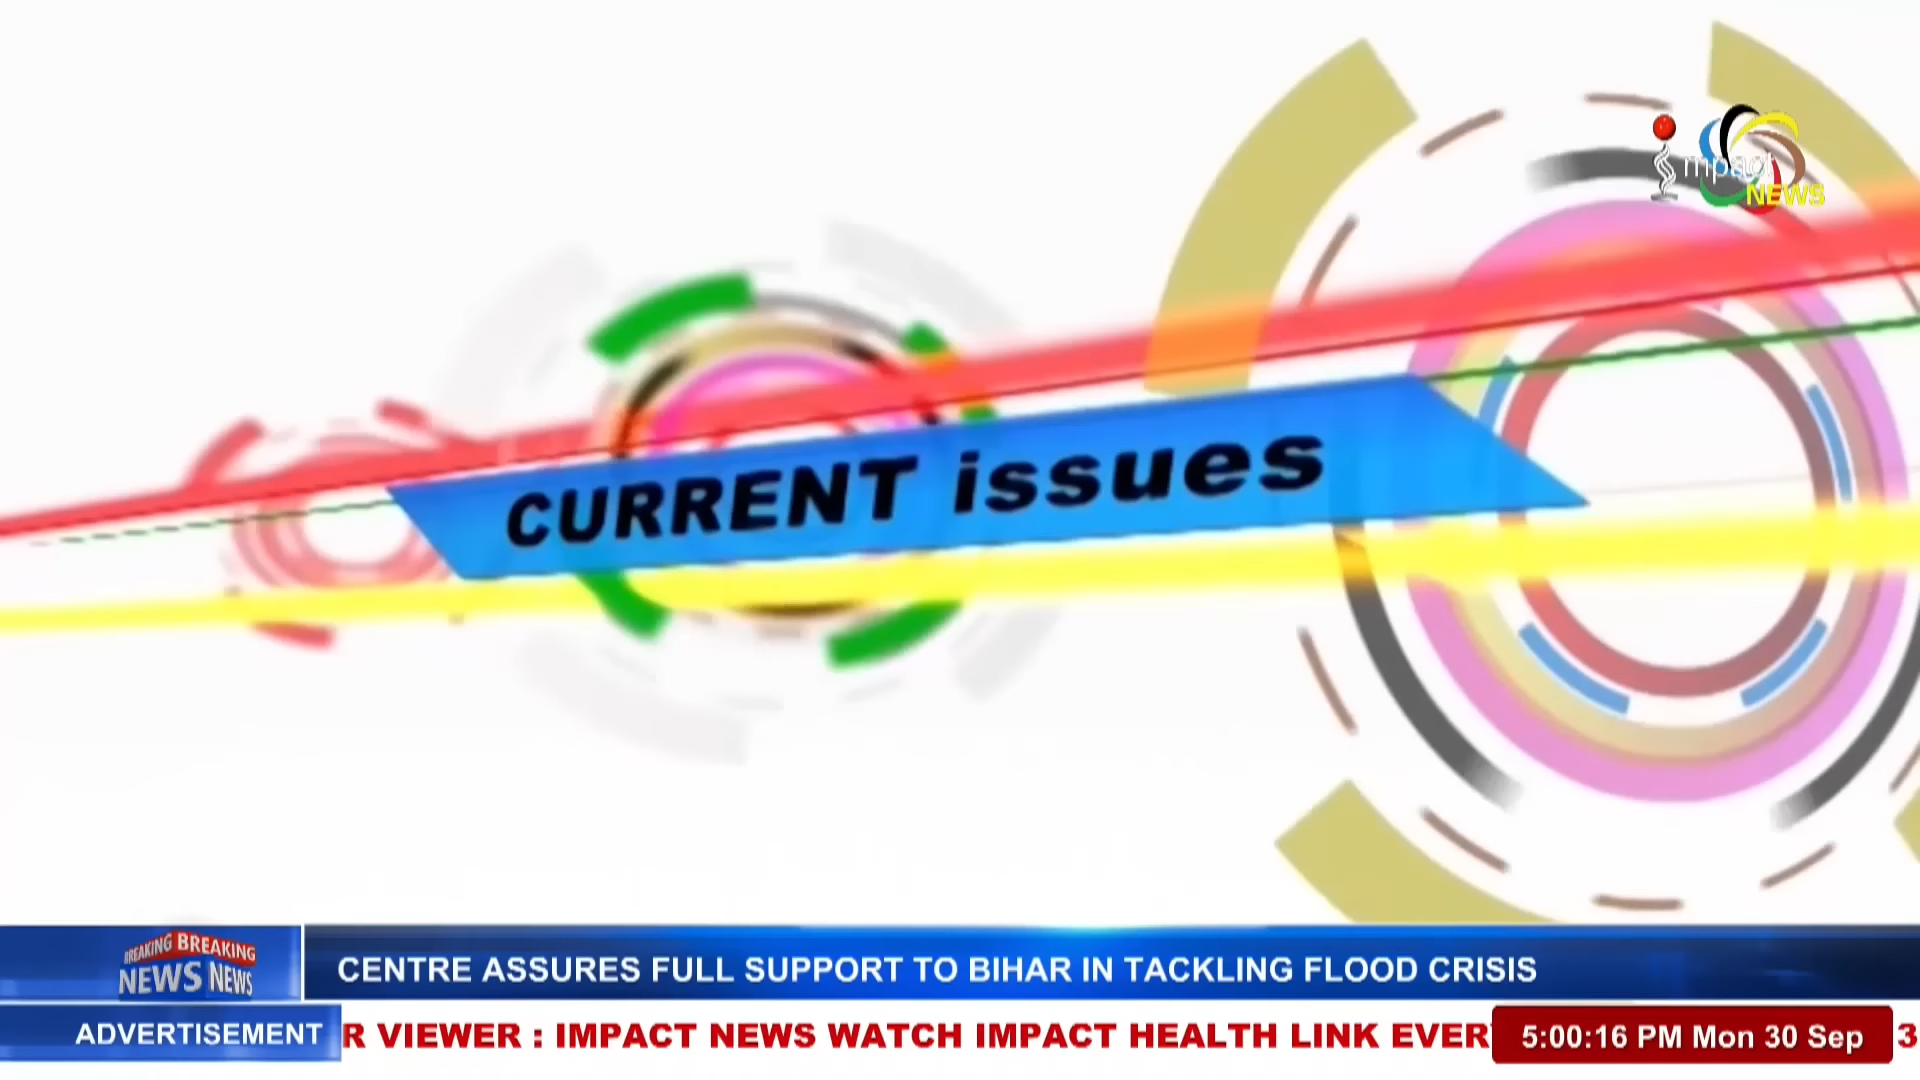 impact
NEWS
CURRENT issues
BREAKING BREAKING
NEWS NEWS
CENTRE ASSURES FULL SUPPORT TO BIHAR IN TACKLING FLOOD CRISIS
ADVERTISEMENT
R VIEWER : IMPACT NEWS WATCH IMPACT HEALTH LINK EVER
5:00:16 PM Mon 30 Sep
3